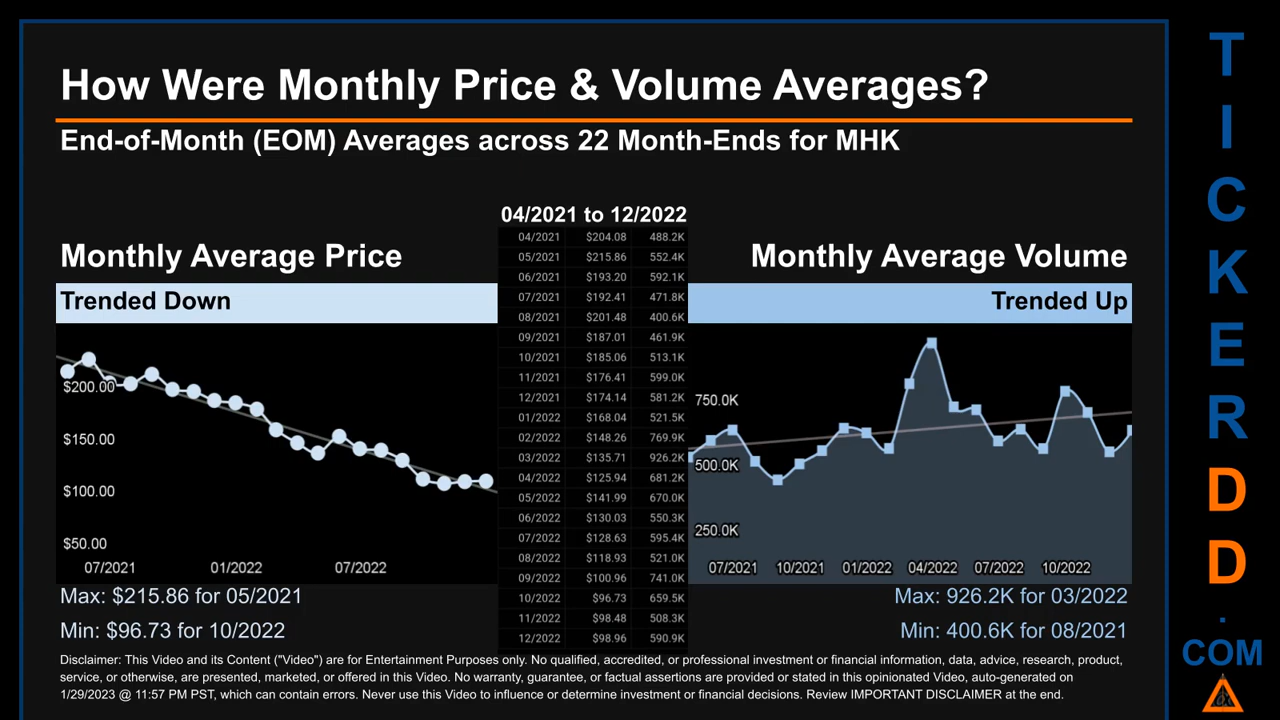 How Were Monthly Price & Volume Averages?
End-of-Month (EOM) Averages across 22 Month-Ends for MHK
04/2021 to 12/2022
Monthly Average Price
Trended Down
$200.00
$150.00
$100.00
$50.00
07/2021 01/2022 07/2022
Max: $215.86 for 05/2021
Min: $96.73 for 10/2022
04/2021 $204.08 488.2K
05/2021 $215.86 552.4K
06/2021 $193.20 592.1K
07/2021 $192.41 471.8K
08/2021 $201.48 400.6K
09/2021 $187.01 461.9K
10/2021 $185.06 513.1K
11/2021 $176.41 599.0K
12/2021 $174.14 581.2K
01/2022 $168.04 521.5K
02/2022 $148.26 769.9K
03/2022 $135.71 926.2K
04/2022 $125.94 681.2K
05/2022 $141.99 670.0K
06/2022 $130.03 550.3K
07/2022 $128.63 595.4K
08/2022 $118.93 521.0K
09/2022 $100.96 741.0K
10/2022 $96.73 659.5K
11/2022 $98.48 508.3K
12/2022 $98.96 590.9K
Monthly Average Volume
Trended Up
750.0K
500.0K
250.0K
07/2021 10/2021 01/2022 04/2022 07/2022 10/2022
Max: 926.2K for 03/2022
Min: 400.6K for 08/2021
Disclaimer: This Video and its Content ("Video") are for Entertainment Purposes only. No qualified, accredited, or professional investment or financial information, data, advice, research, product,
service, or otherwise, are presented, marketed, or offered in this Video. No warranty, guarantee, or factual assertions are provided or stated in this opinionated Video, auto-generated on
1/29/2023 @ 11:57 PM PST, which can contain errors. Never use this Video to influence or determine investment or financial decisions. Review IMPORTANT DISCLAIMER at the end.
T
I
C
K
E
R
D
D
.
COM